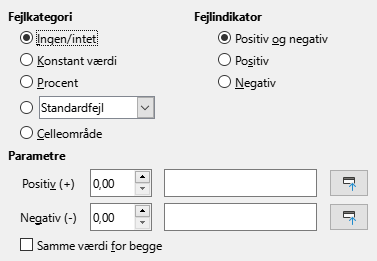 Fejlkategori
Ingen/intet
Konstant værdi
Procent
Standardfejl
Celleområde
Fejlindikator
Positiv og negativ
Positiv
Negativ
Parametre
Positiv (+) 0,00
Negativ (-) 0,00
Samme værdi for begge